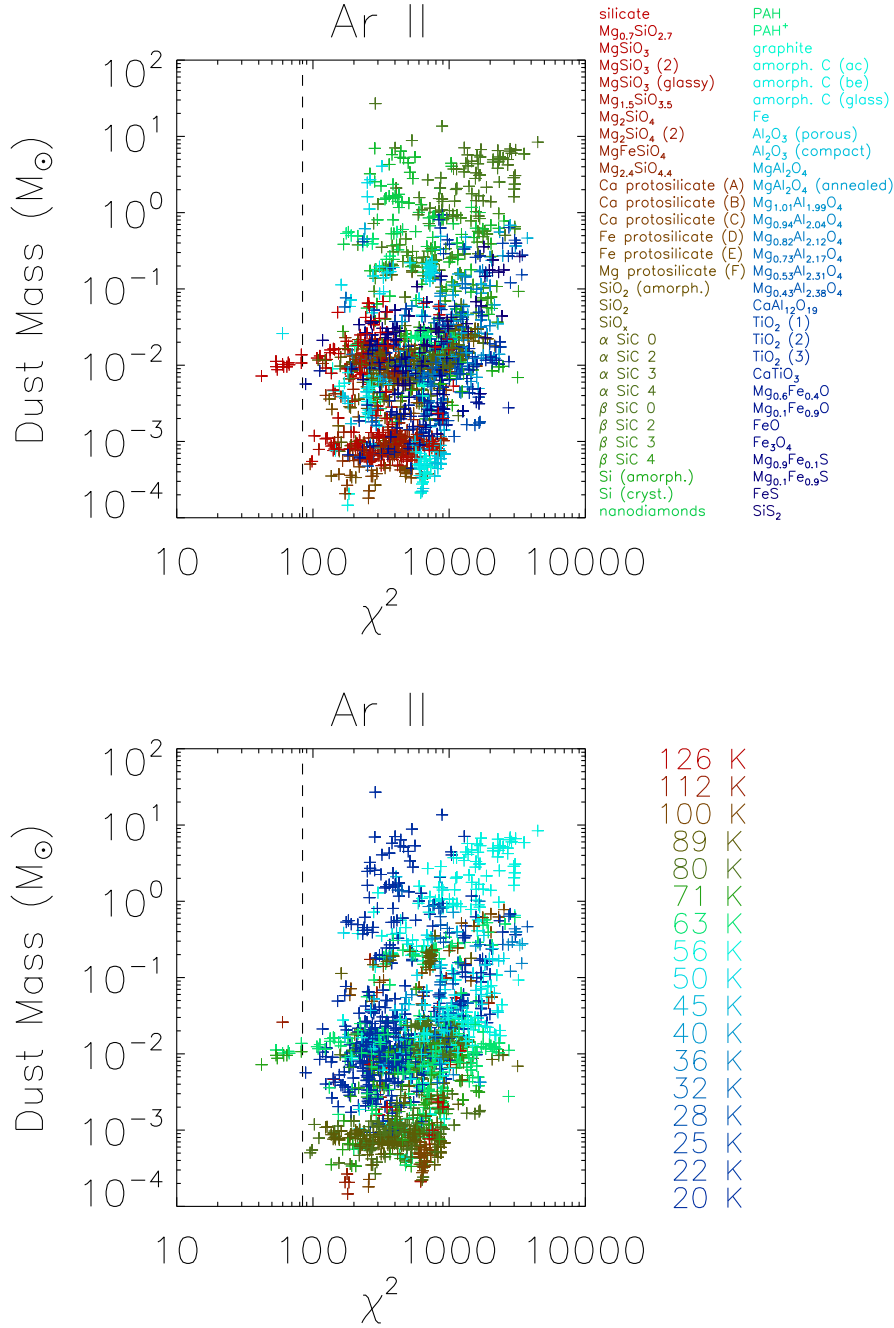 Ar II
Dust Mass (M☉)
10²
10¹
10⁰
10⁻¹
10⁻²
10⁻³
10⁻⁴
10 100 1000 10000
χ²
silicate
Mg₀.₇SiO₂.₇
MgSiO₃
MgSiO₃ (2)
MgSiO₃ (glassy)
Mg₁.₅SiO₃.₅
Mg₂SiO₄
Mg₂SiO₄ (2)
MgFeSiO₄
Mg₂.₄SiO₄.₄
Ca protosilicate (A)
Ca protosilicate (B)
Ca protosilicate (C)
Fe protosilicate (D)
Fe protosilicate (E)
Mg protosilicate (F)
SiO₂ (amorph.)
SiO₂
SiOₓ
α SiC 0
α SiC 2
α SiC 3
α SiC 4
β SiC 0
β SiC 2
β SiC 3
β SiC 4
Si (amorph.)
Si (cryst.)
nanodiamonds
PAH
PAH⁺
graphite
amorph. C (ac)
amorph. C (be)
amorph. C (glass)
Fe
Al₂O₃ (porous)
Al₂O₃ (compact)
MgAl₂O₄
MgAl₂O₄ (annealed)
Mg₁.₀₁Al₁.₉₉O₄
Mg₀.₉₄Al₂.₀₄O₄
Mg₀.₈₂Al₂.₁₂O₄
Mg₀.₇₃Al₂.₁₇O₄
Mg₀.₅₃Al₂.₃₁O₄
Mg₀.₄₃Al₂.₃₈O₄
CaAl₁₂O₁₉
TiO₂ (1)
TiO₂ (2)
TiO₂ (3)
CaTiO₃
Mg₀.₆Fe₀.₄O
Mg₀.₁Fe₀.₉O
FeO
Fe₃O₄
Mg₀.₉Fe₀.₁S
Mg₀.₁Fe₀.₉S
FeS
SiS₂
Ar II
Dust Mass (M☉)
10²
10¹
10⁰
10⁻¹
10⁻²
10⁻³
10⁻⁴
10 100 1000 10000
χ²
126 K
112 K
100 K
89 K
80 K
71 K
63 K
56 K
50 K
45 K
40 K
36 K
32 K
28 K
25 K
22 K
20 K